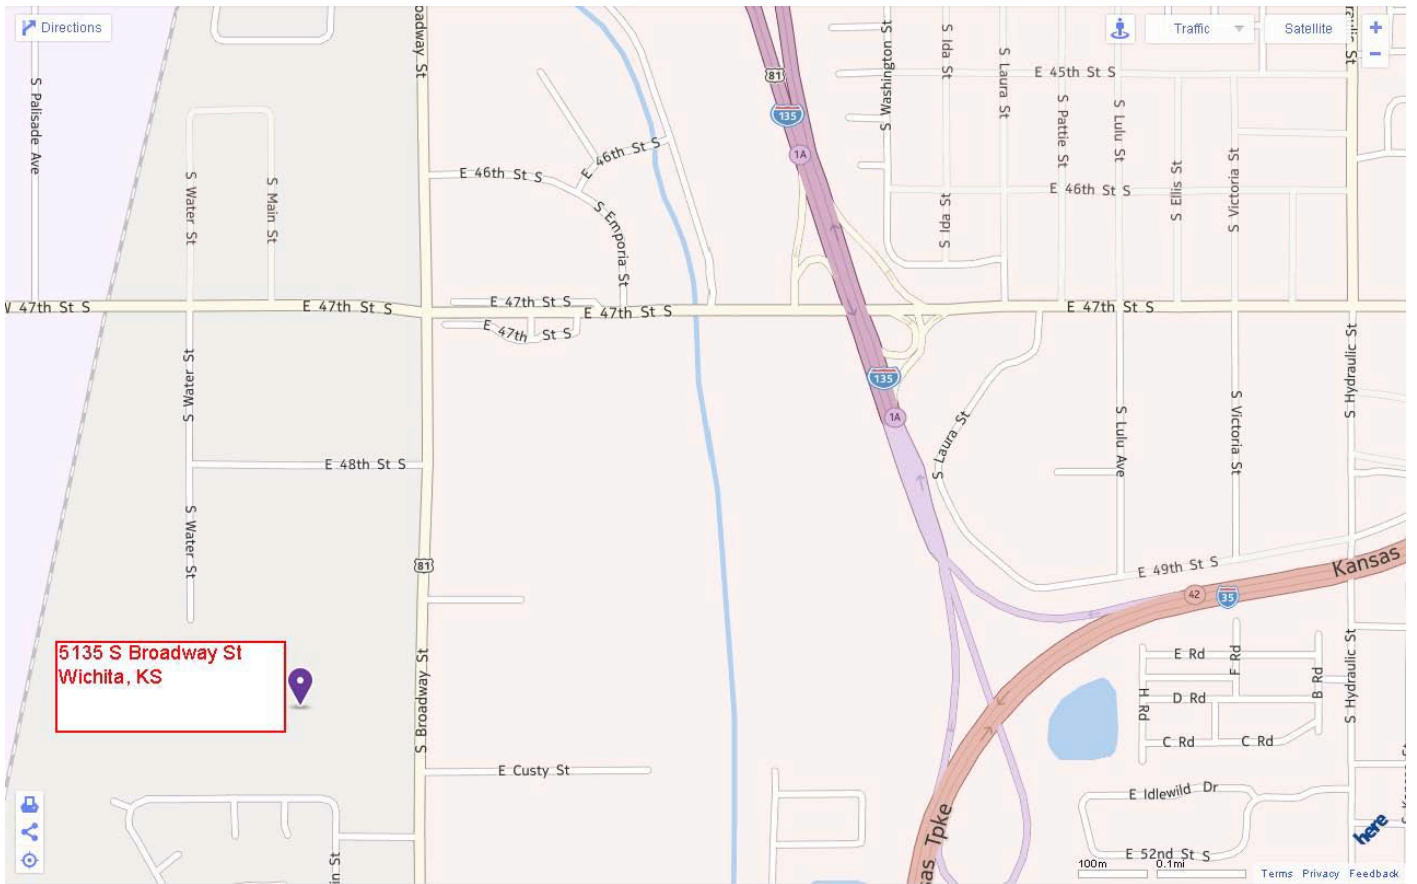 Directions
Traffic
Satellite
+
-
S Palisade Ave
oadway St
81
135
1A
S Washington St
S Ida St
S Laura St
E 45th St S
S Pattie St
S Lulu St
S Ellis St
S Victoria St
S Water St
S Main St
E 46th St S
E 46th St S
S Emporia St
S Ida St
E 46th St S
47th St S
E 47th St S
E 47th St S
E 47th St S
E 47th St S
E 47th St S
S Water St
135
1A
S Laura St
S Lulu Ave
S Victoria St
S Hydraulic St
E 48th St S
S Water St
81
E 49th St S
42
35
Kansas
5135 S Broadway St
Wichita, KS
S Broadway St
E Rd
F Rd
B Rd
H Rd
D Rd
C Rd
C Rd
S Hydraulic St
E Custy St
E Idlewild Dr
as Tpke
E 52nd St S
in St
here
100m
0.1mi
Terms Privacy Feedback